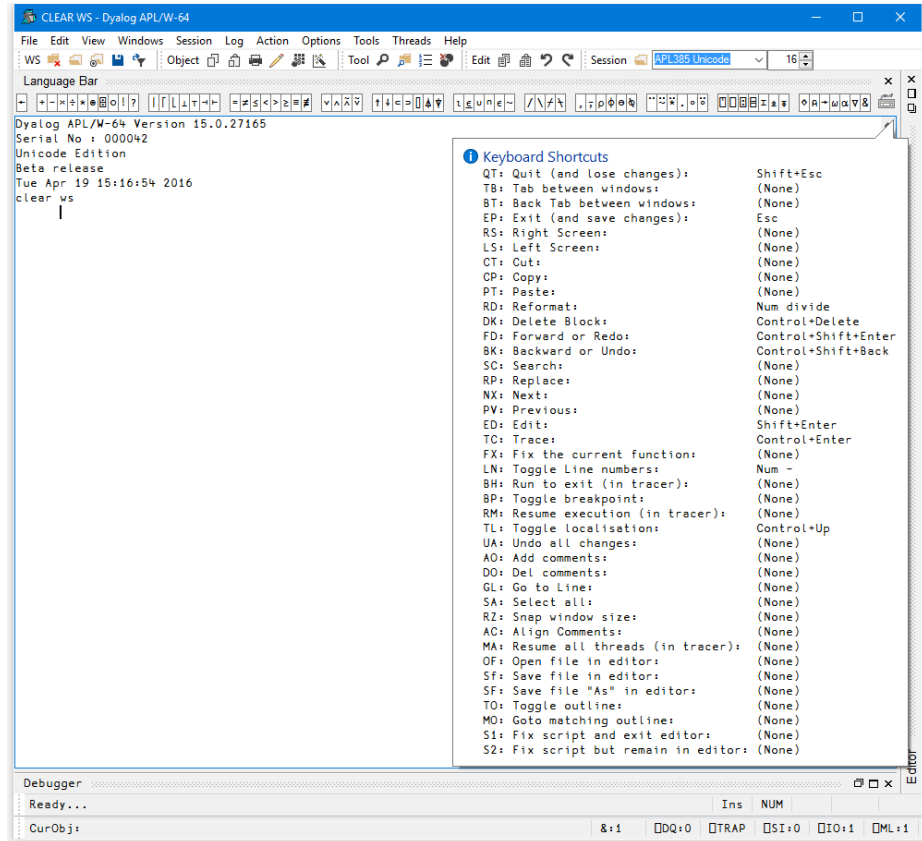 CLEAR WS - Dyalog APL/W-64
File Edit View Windows Session Log Action Options Tools Threads Help
WS Object Tool Edit Session APL385 Unicode 16
Language Bar
Dyalog APL/W-64 Version 15.0.27165
Serial No : 000042
Unicode Edition
Beta release
Tue Apr 19 15:16:54 2016
clear ws
Keyboard Shortcuts
QT: Quit (and lose changes): Shift+Esc
TB: Tab between windows: (None)
BT: Back Tab between windows: (None)
EP: Exit (and save changes): Esc
RS: Right Screen: (None)
LS: Left Screen: (None)
CT: Cut: (None)
CP: Copy: (None)
PT: Paste: (None)
RD: Reformat: Num divide
DK: Delete Block: Control+Delete
FD: Forward or Redo: Control+Shift+Enter
BK: Backward or Undo: Control+Shift+Back
SC: Search: (None)
RP: Replace: (None)
NX: Next: (None)
PV: Previous: (None)
ED: Edit: Shift+Enter
TC: Trace: Control+Enter
FX: Fix the current function: (None)
LN: Toggle Line numbers: Num -
BH: Run to exit (in tracer): (None)
BP: Toggle breakpoint: (None)
RM: Resume execution (in tracer): (None)
TL: Toggle localisation: Control+Up
UA: Undo all changes: (None)
AO: Add comments: (None)
DO: Del comments: (None)
GL: Go to Line: (None)
SA: Select all: (None)
RZ: Snap window size: (None)
AC: Align Comments: (None)
MA: Resume all threads (in tracer): (None)
OF: Open file in editor: (None)
Sf: Save file in editor: (None)
SF: Save file "As" in editor: (None)
TO: Toggle outline: (None)
MO: Goto matching outline: (None)
S1: Fix script and exit editor: (None)
S2: Fix script but remain in editor: (None)
Editor
Debugger
Ready... Ins NUM
CurObj: &:1 ⎕DQ:0 ⎕TRAP ⎕SI:0 ⎕IO:1 ⎕ML:1